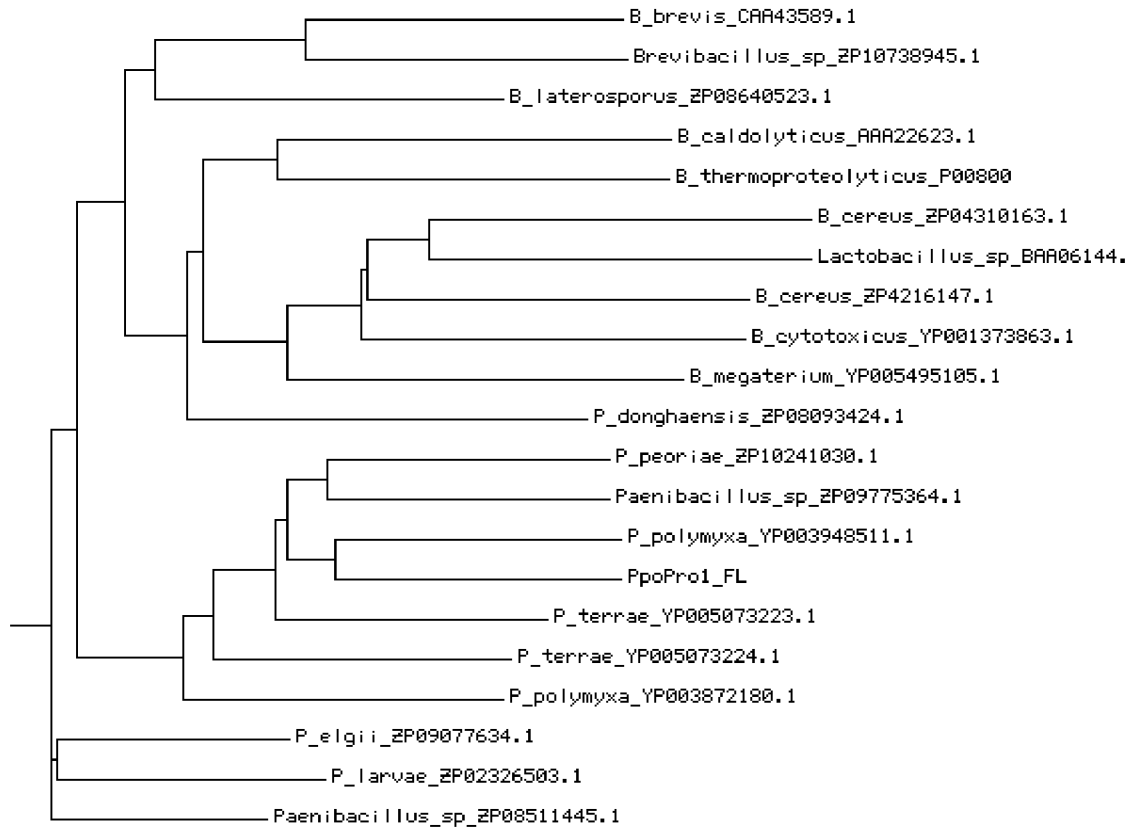 B_brevis_CAA43589.1
Brevibacillus_sp_ZP10738945.1
B_laterosporus_ZP08640523.1
B_caldolyticus_AAA22623.1
B_thermoproteolyticus_P00800
B_cereus_ZP04310163.1
Lactobacillus_sp_BAA06144.
B_cereus_ZP4216147.1
B_cytotoxicus_YP001373863.1
B_megaterium_YP005495105.1
P_donghaensis_ZP08093424.1
P_peoriae_ZP10241030.1
Paenibacillus_sp_ZP09775364.1
P_polymyxa_YP003948511.1
PpoPro1_FL
P_terrae_YP005073223.1
P_terrae_YP005073224.1
P_polymyxa_YP003872180.1
P_elgii_ZP09077634.1
P_larvae_ZP02326503.1
Paenibacillus_sp_ZP08511445.1